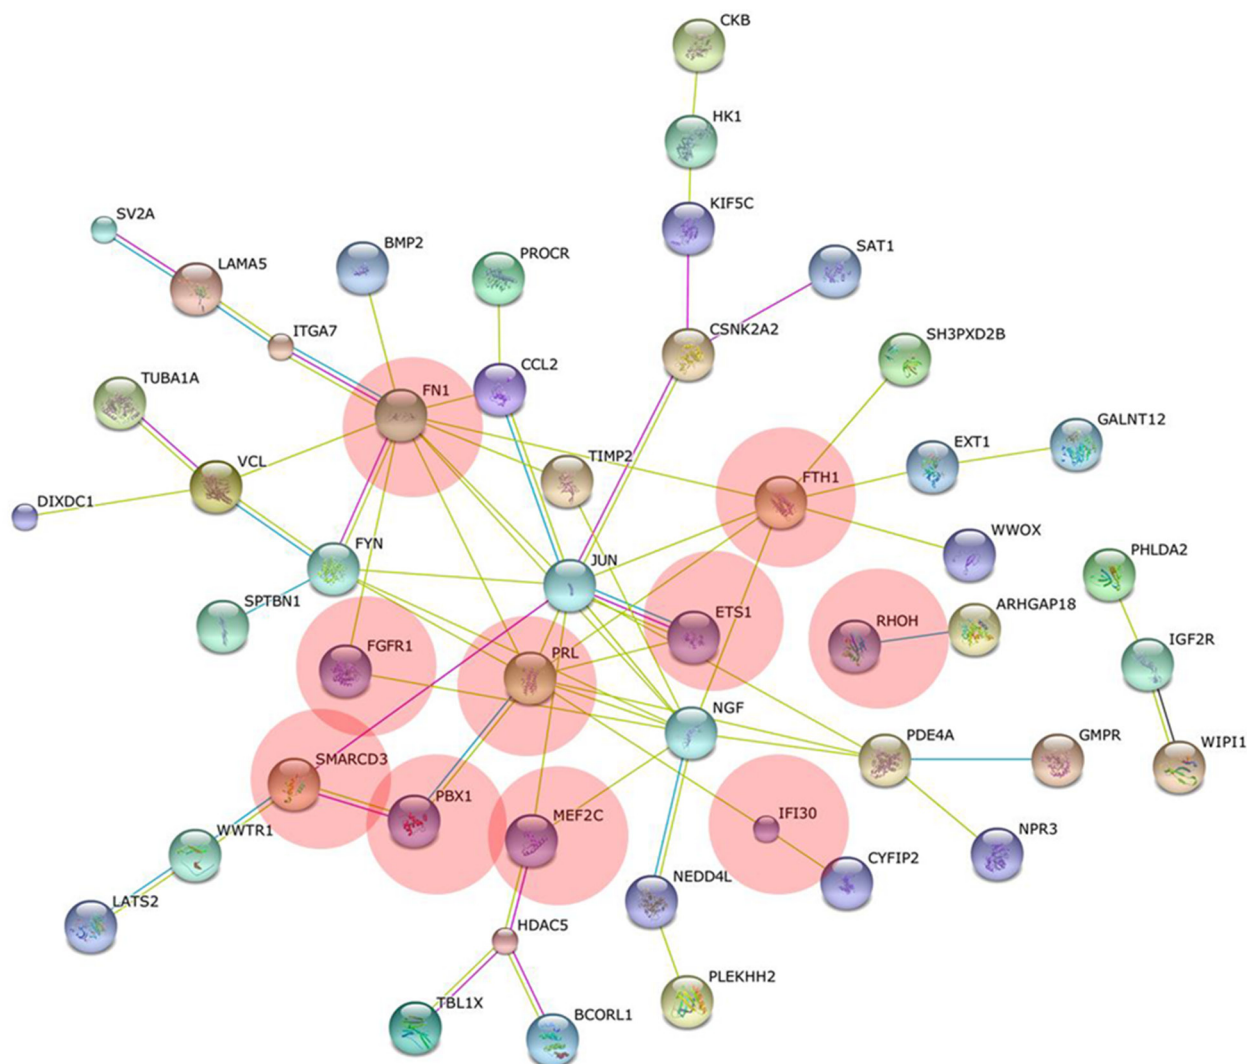 CKB
HK1
KIF5C
SV2A
BMP2
PROCR
SAT1
LAMA5
ITGA7
CSNK2A2
SH3PXD2B
TUBA1A
FN1
CCL2
GALNT12
EXT1
VCL
TIMP2
FTH1
DIXDC1
WWOX
FYN
JUN
PHLDA2
SPTBN1
ETS1
RHOH
ARHGAP18
FGFR1
PRL
IGF2R
NGF
PDE4A
GMPR
WIPI1
SMARCD3
PBX1
MEF2C
IFI30
WWTR1
NPR3
CYFIP2
NEDD4L
LATS2
HDAC5
PLEKHH2
TBL1X
BCORL1